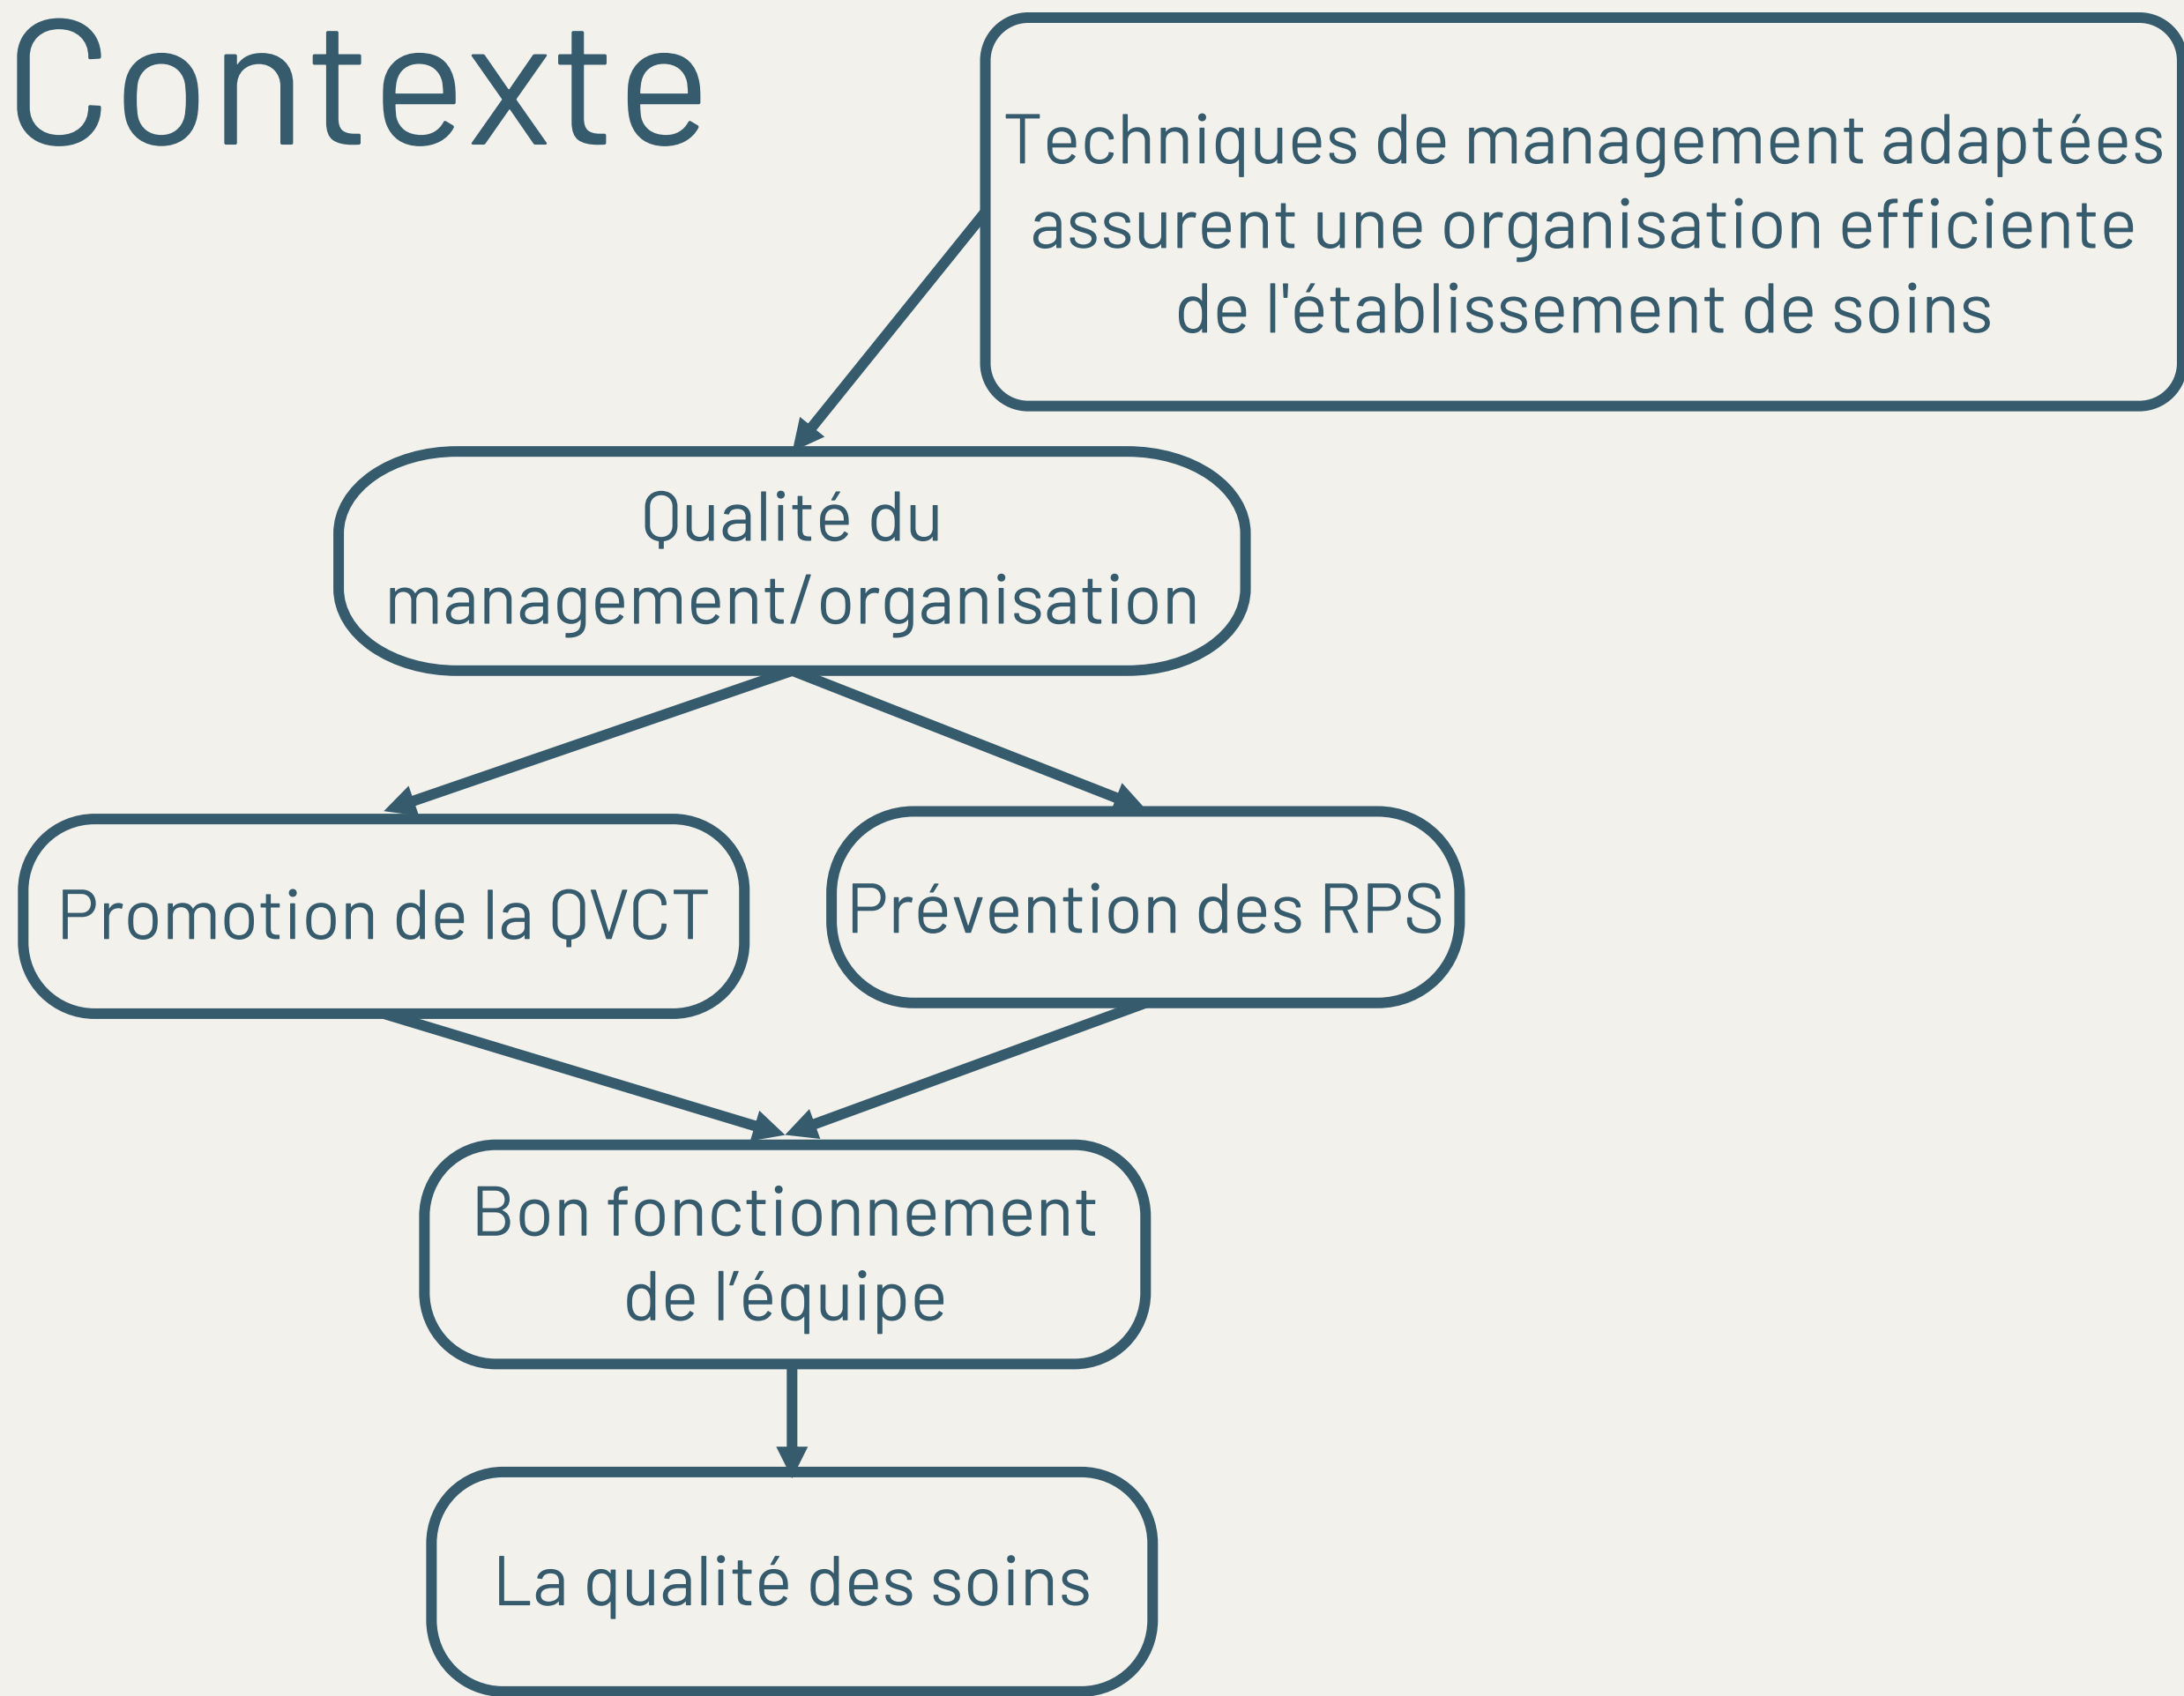 Contexte
Techniques de management adaptées
assurent une organisation efficiente
de l'établissement de soins
Qualité du
management/organisation
Promotion de la QVCT
Prévention des RPS
Bon fonctionnement
de l’équipe
La qualité des soins